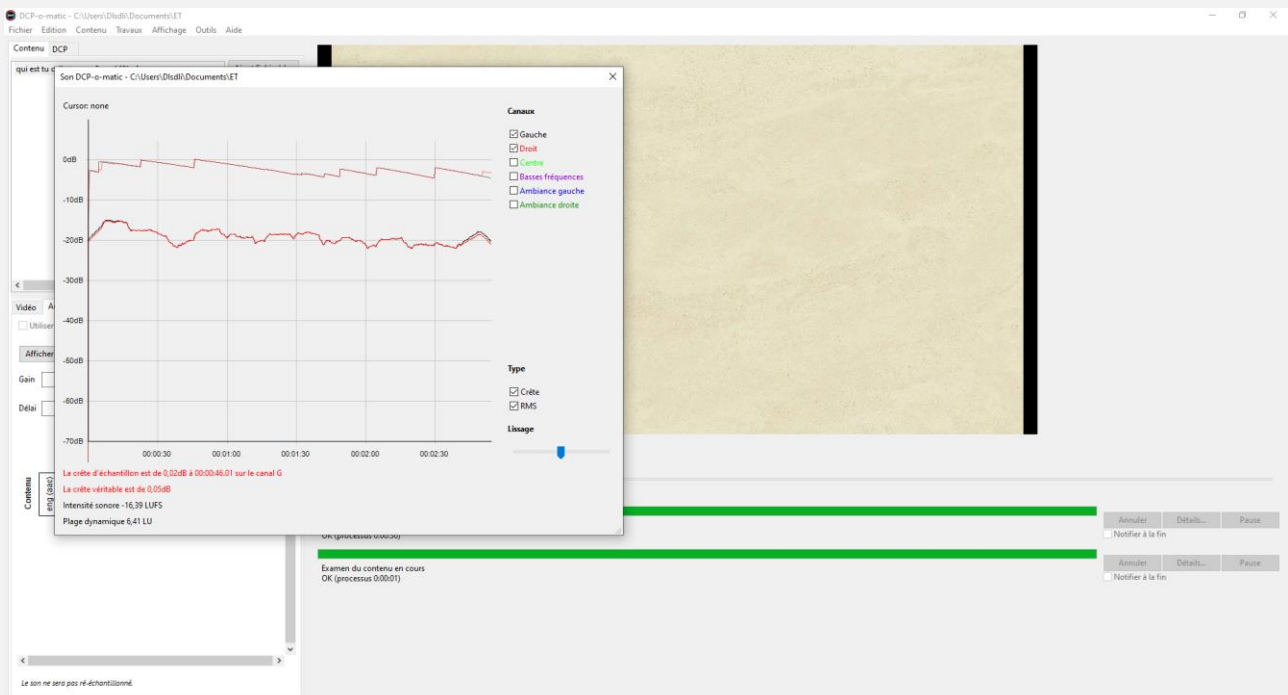 DCP-o-matic - C:\Users\Dlsdli\Documents\ET
Fichier Edition Contenu Travaux Affichage Outils Aide
Contenu DCP
qui est tu
Son DCP-o-matic - C:\Users\Dlsdli\Documents\ET
Cursor: none
0dB
-10dB
-20dB
-30dB
-40dB
-50dB
-60dB
-70dB
00:00:30 00:01:00 00:01:30 00:02:00 00:02:30
La crête d'échantillon est de 0,02dB à 00:00:46.01 sur le canal G
La crête véritable est de 0,05dB
Intensité sonore -16,39 LUFS
Plage dynamique 6,41 LU
Canaux
Gauche
Droit
Centre
Basses fréquences
Ambiance gauche
Ambiance droite
Type
Crête
RMS
Lissage
Vidéo A
Utiliser
Afficher
Gain
Délai
Contenu
eng (aac)
Le son ne sera pas ré-échantillonné.
Annuler Détails... Pause
Notifier à la fin
Examen du contenu en cours
OK (processus 0:00:01)
Annuler Détails... Pause
Notifier à la fin